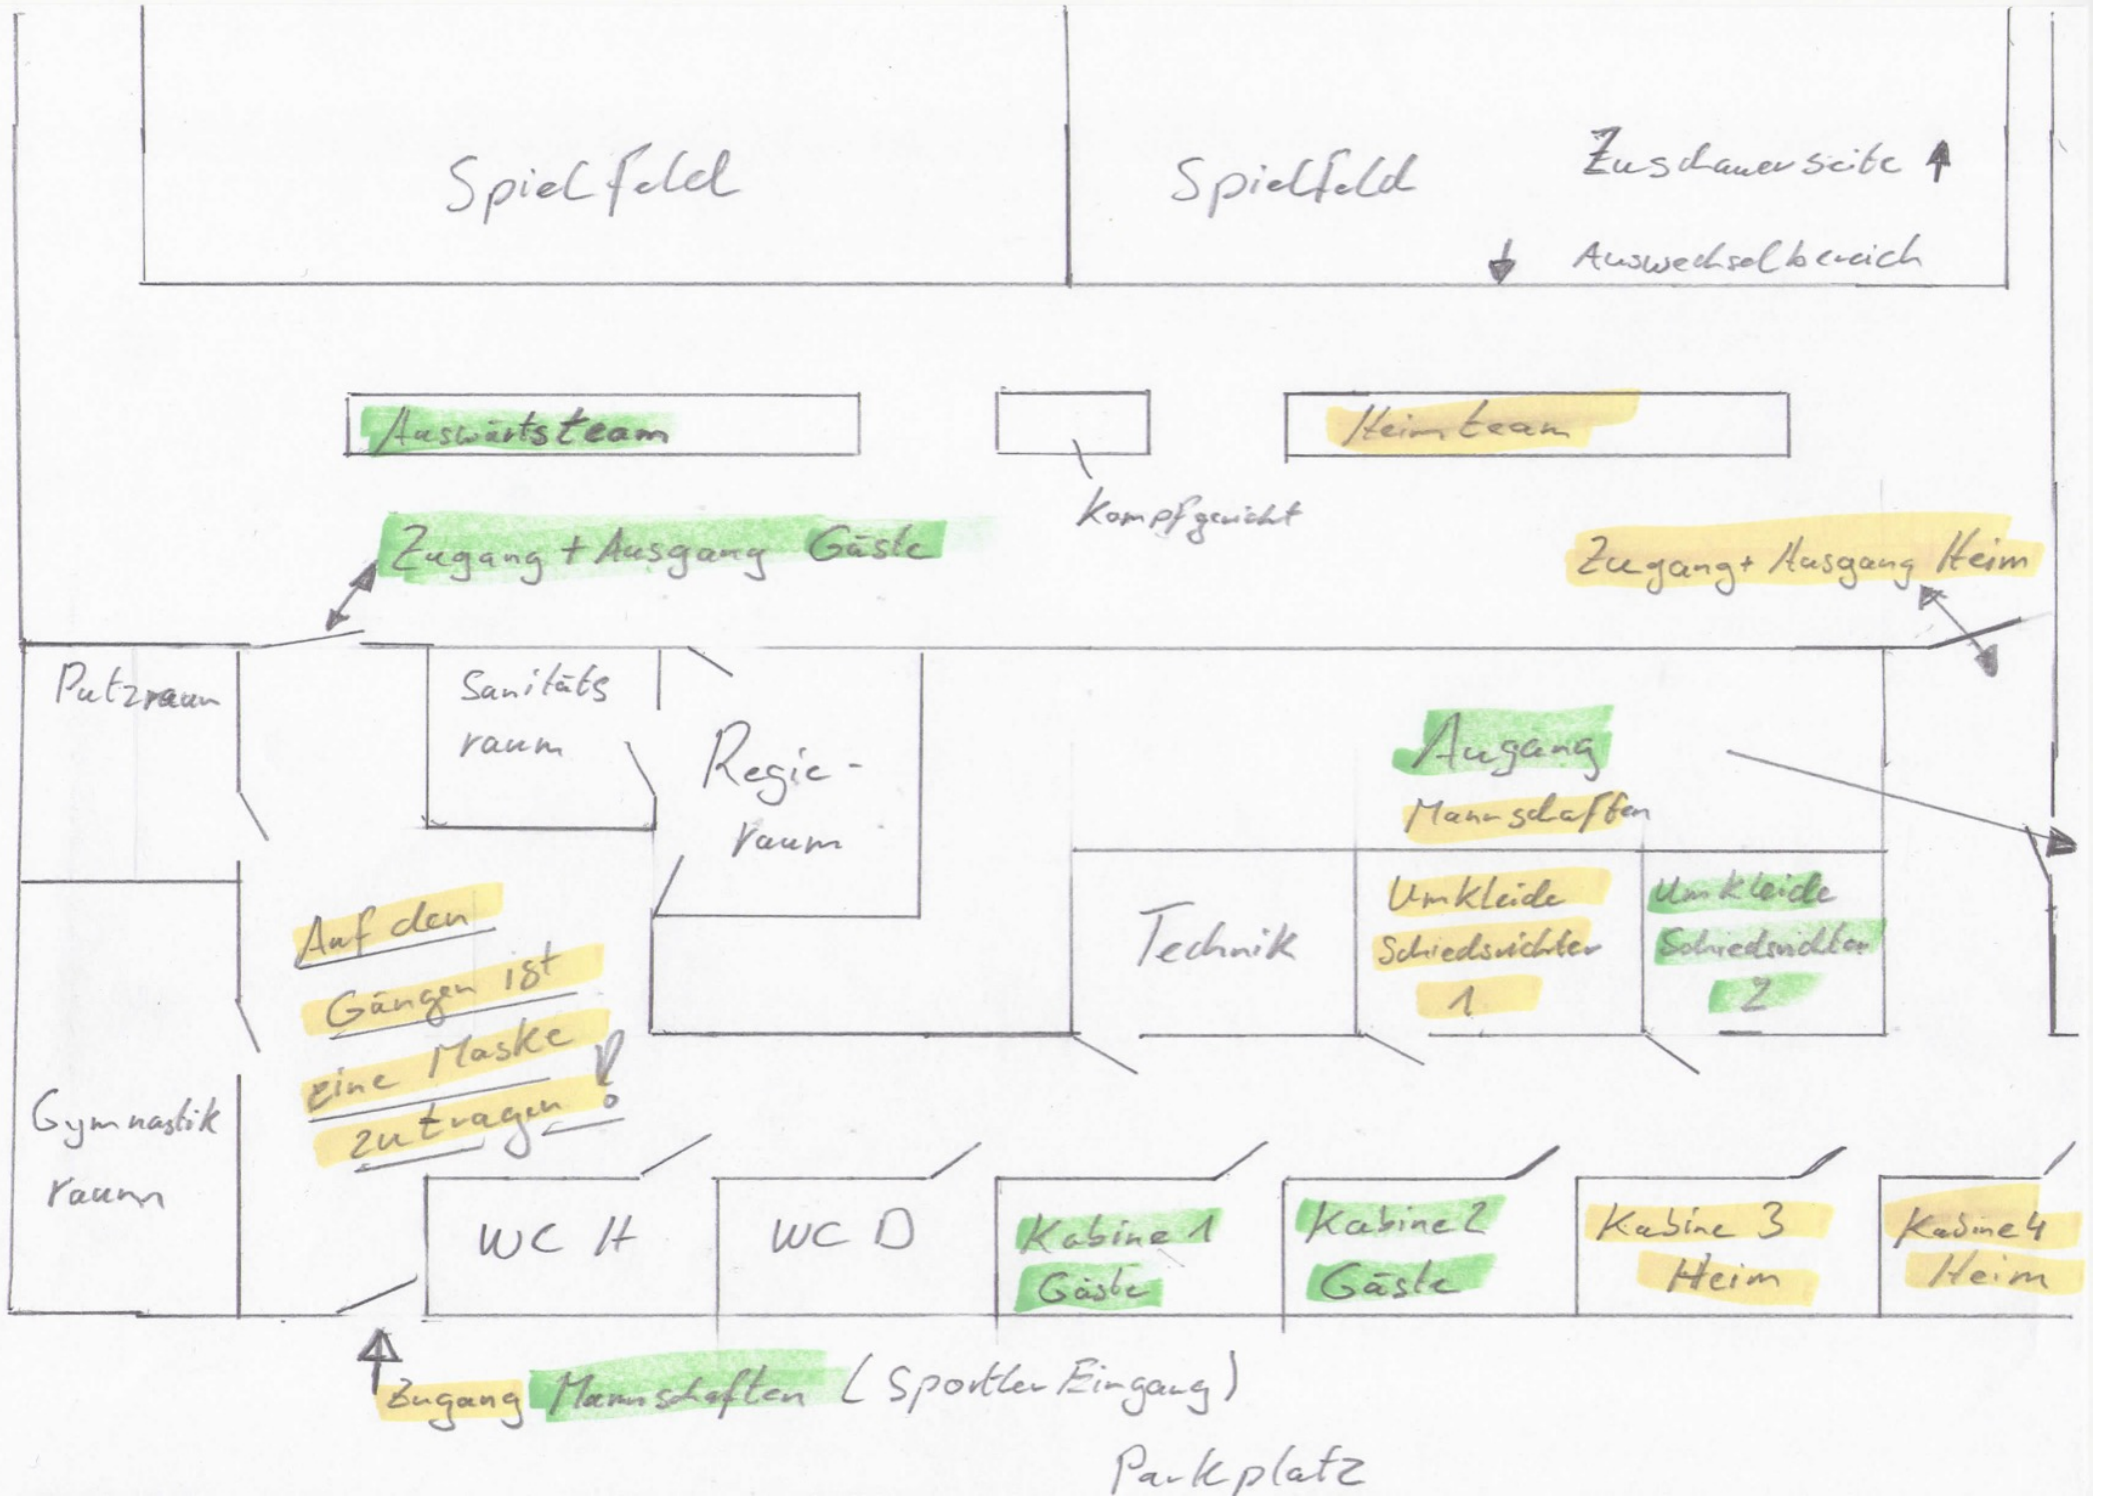 Spielfeld
Spielfeld
Zuschauerseite
Auswechselbereich
Auswärtsteam
Heimteam
Kampfgericht
Zugang + Ausgang Gäste
Zugang + Ausgang Heim
Putzraum
Sanitäts
raum
Regie-
raum
Augang
Mannschaften
Technik
Umkleide
Schiedsrichter
1
Umkleide
Schiedsrichter
2
Auf den
Gängen ist
eine Maske
zu tragen !
Gymnastik
raum
WC H
WC D
Kabine 1
Gäste
Kabine 2
Gäste
Kabine 3
Heim
Kabine 4
Heim
Zugang Mannschaften (Sportler Eingang)
Parkplatz